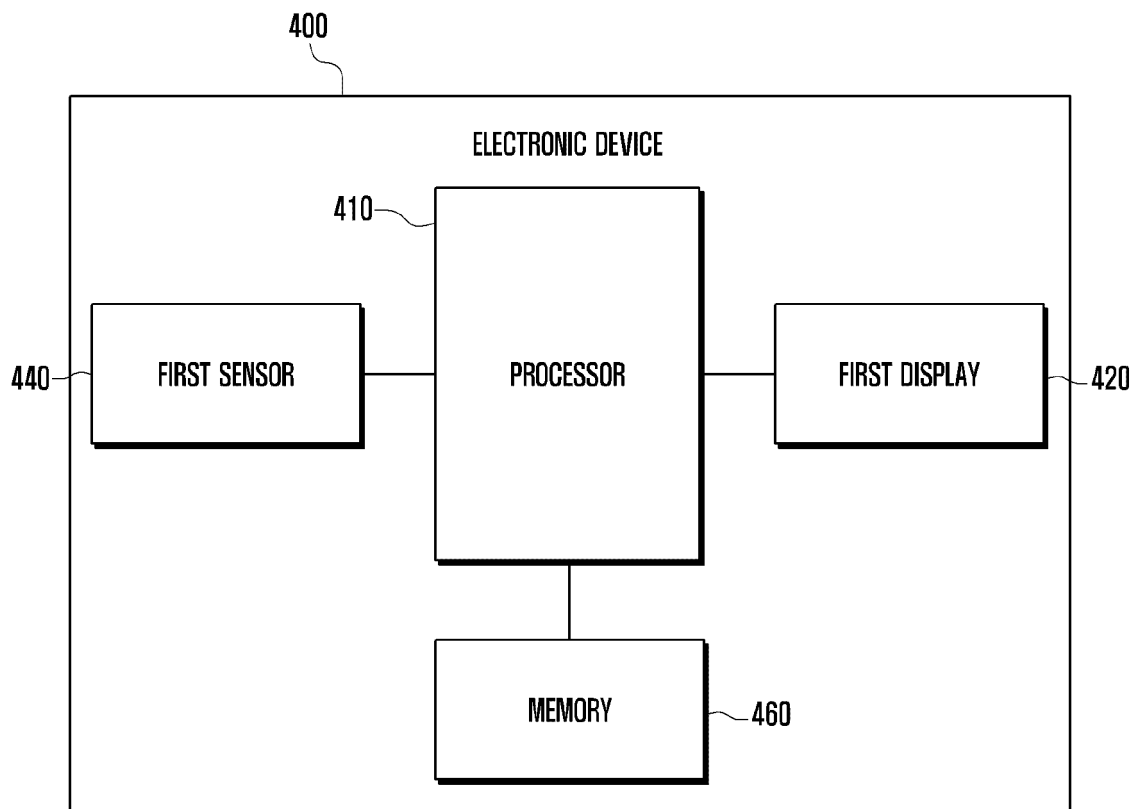 400
ELECTRONIC DEVICE
410
440
FIRST SENSOR
PROCESSOR
FIRST DISPLAY
420
MEMORY
460